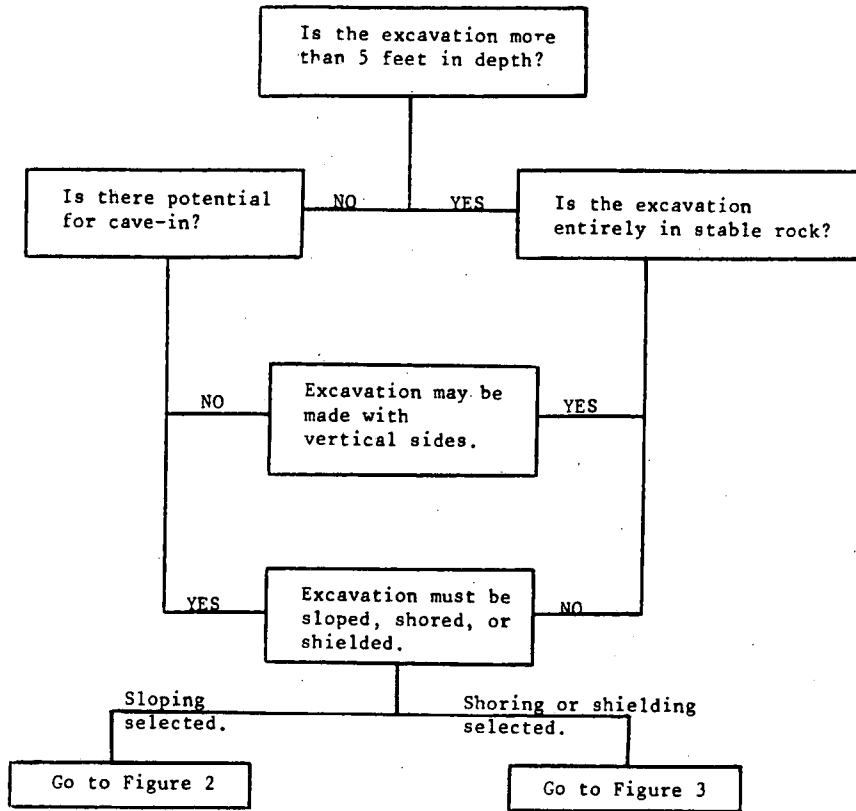 Is the excavation more
than 5 feet in depth?
Is there potential
for cave-in?
NO
YES
Is the excavation
entirely in stable rock?
NO
Excavation may be
made with
vertical sides.
YES
YES
Excavation must be
sloped, shored, or
shielded.
NO
Sloping
selected.
Shoring or shielding
selected.
Go to Figure 2
Go to Figure 3